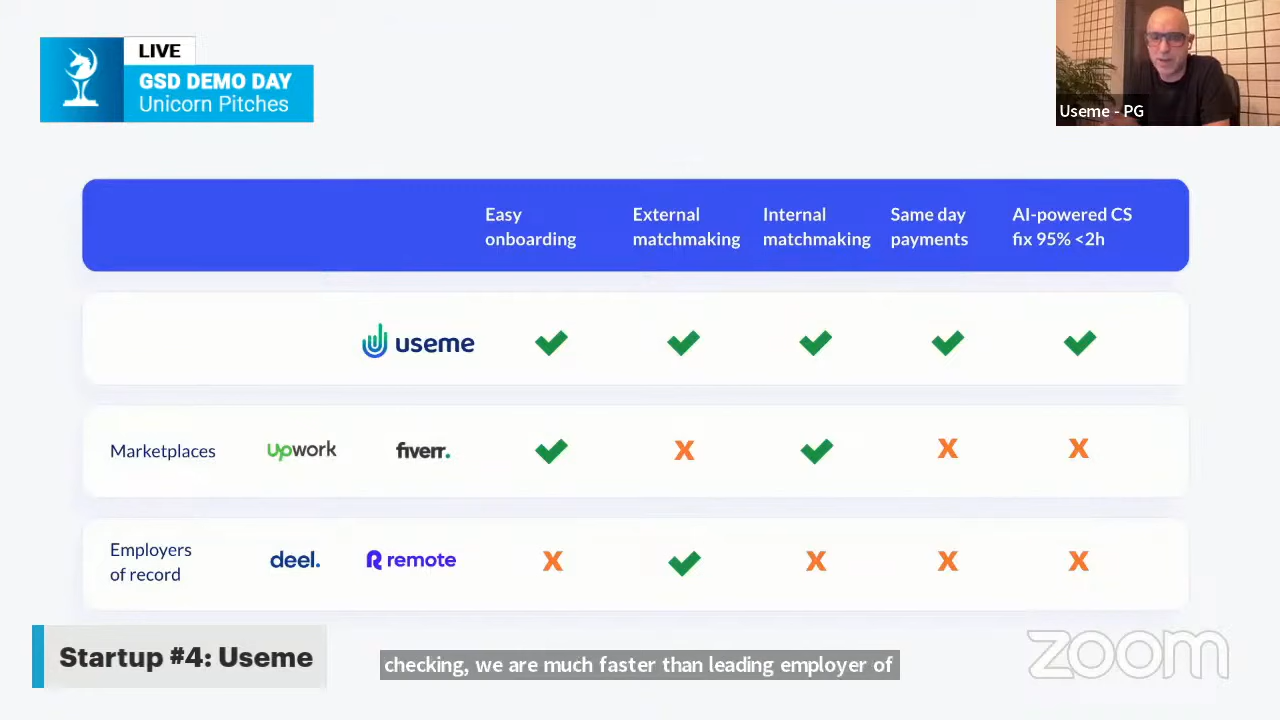 LIVE
GSD DEMO DAY
Unicorn Pitches
Useme - PG
Easy onboarding
External matchmaking
Internal matchmaking
Same day payments
AI-powered CS fix 95% <2h
useme
Marketplaces
upwork
fiverr.
Employers of record
deel.
R remote
Startup #4: Useme
checking, we are much faster than leading employer of
zoom